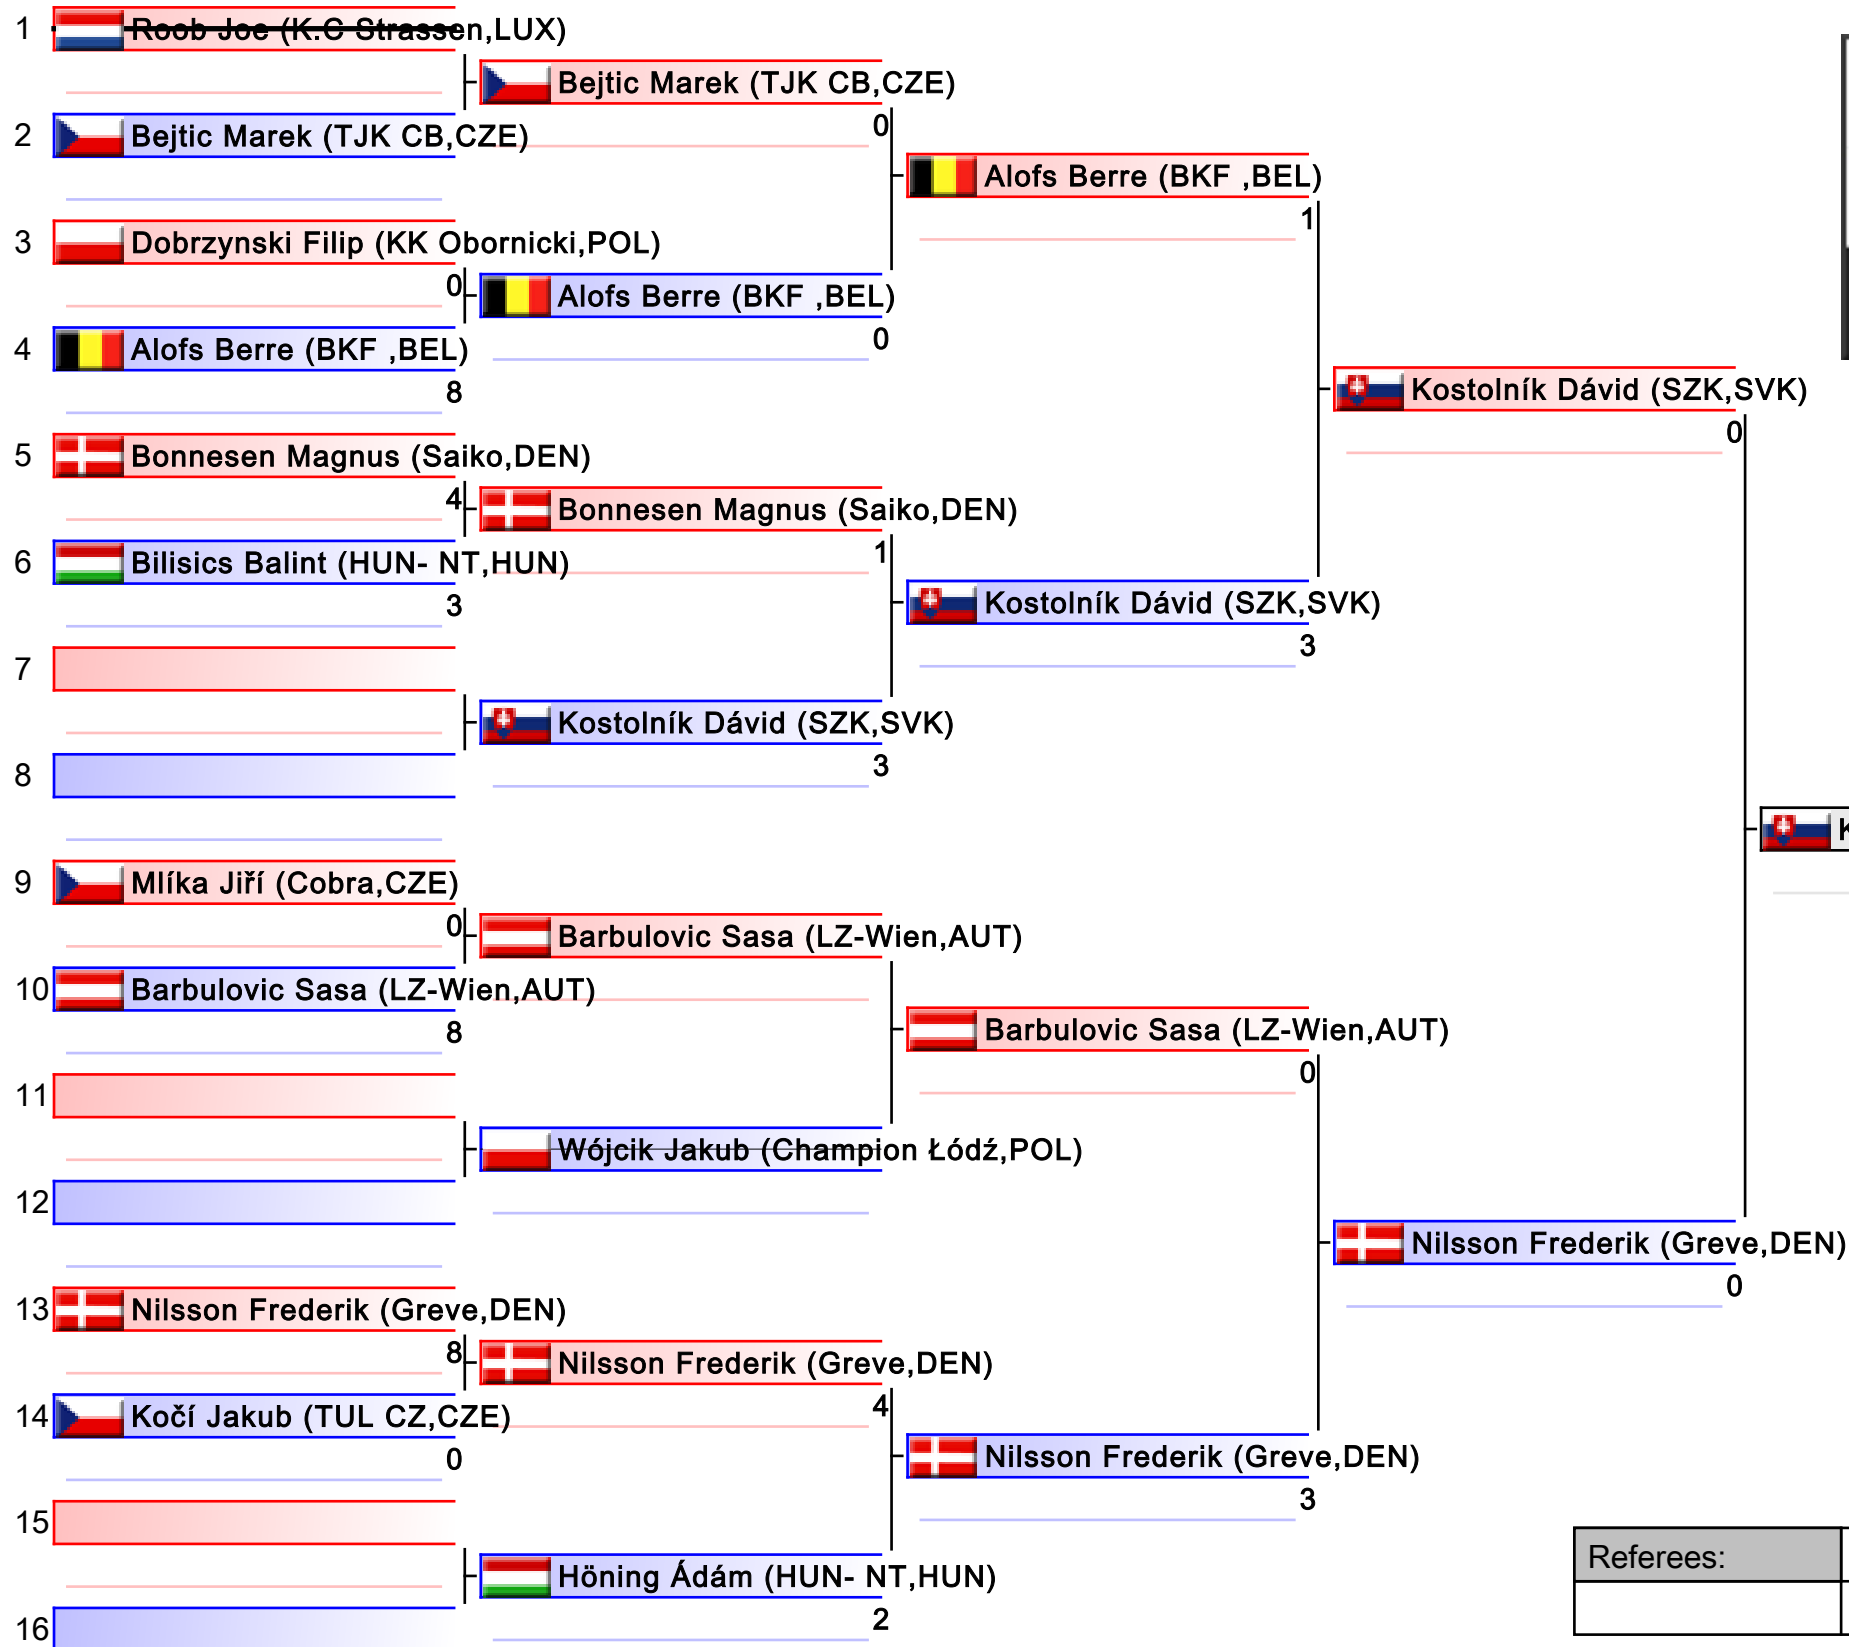 1 Roob Joe (K.C Strassen,LUX)
Bejtic Marek (TJK CB,CZE)
0
2 Bejtic Marek (TJK CB,CZE)
Alofs Berre (BKF ,BEL)
1
3 Dobrzynski Filip (KK Obornicki,POL)
0
Alofs Berre (BKF ,BEL)
0
4 Alofs Berre (BKF ,BEL)
8
Kostolník Dávid (SZK,SVK)
0
5 Bonnesen Magnus (Saiko,DEN)
4
Bonnesen Magnus (Saiko,DEN)
1
6 Bilisics Balint (HUN- NT,HUN)
3
Kostolník Dávid (SZK,SVK)
3
7
Kostolník Dávid (SZK,SVK)
3
8
K
9 Mlíka Jiří (Cobra,CZE)
0
Barbulovic Sasa (LZ-Wien,AUT)
10 Barbulovic Sasa (LZ-Wien,AUT)
8
Barbulovic Sasa (LZ-Wien,AUT)
0
11
Wójcik Jakub (Champion Łódź,POL)
12
Nilsson Frederik (Greve,DEN)
0
13 Nilsson Frederik (Greve,DEN)
8
Nilsson Frederik (Greve,DEN)
4
14 Kočí Jakub (TUL CZ,CZE)
0
Nilsson Frederik (Greve,DEN)
3
15
Referees:
Höning Ádám (HUN- NT,HUN)
2
16